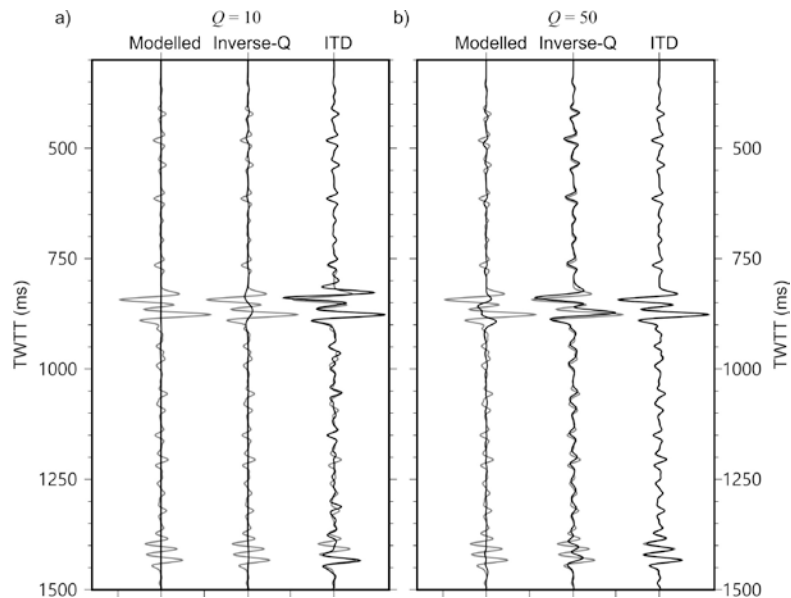 a) Q = 10
Modelled Inverse-Q ITD
b) Q = 50
Modelled Inverse-Q ITD
TWTT (ms)
500
750
1000
1250
1500
500
750
1000
1250
1500
TWTT (ms)